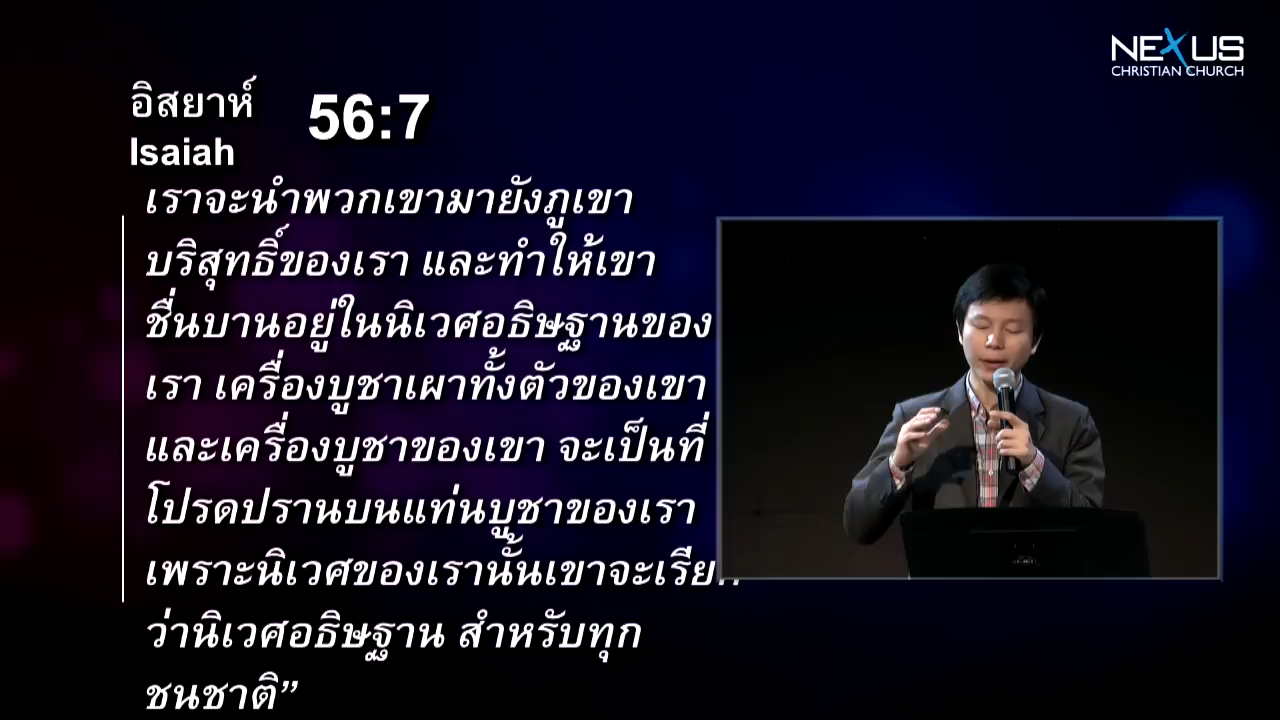 NEXUS
CHRISTIAN CHURCH
อิสยาห์ 56:7
Isaiah
เราจะนำพวกเขามายังภูเขา
บริสุทธิ์ของเรา และทำให้เขา
ชื่นบานอยู่ในนิเวศอธิษฐานของ
เรา เครื่องบูชาเผาทั้งตัวของเขา
และเครื่องบูชาของเขา จะเป็นที่
โปรดปรานบนแท่นบูชาของเรา
เพราะนิเวศของเรานั้นเขาจะเรียก
ว่านิเวศอธิษฐาน สำหรับทุก
ชนชาติ”